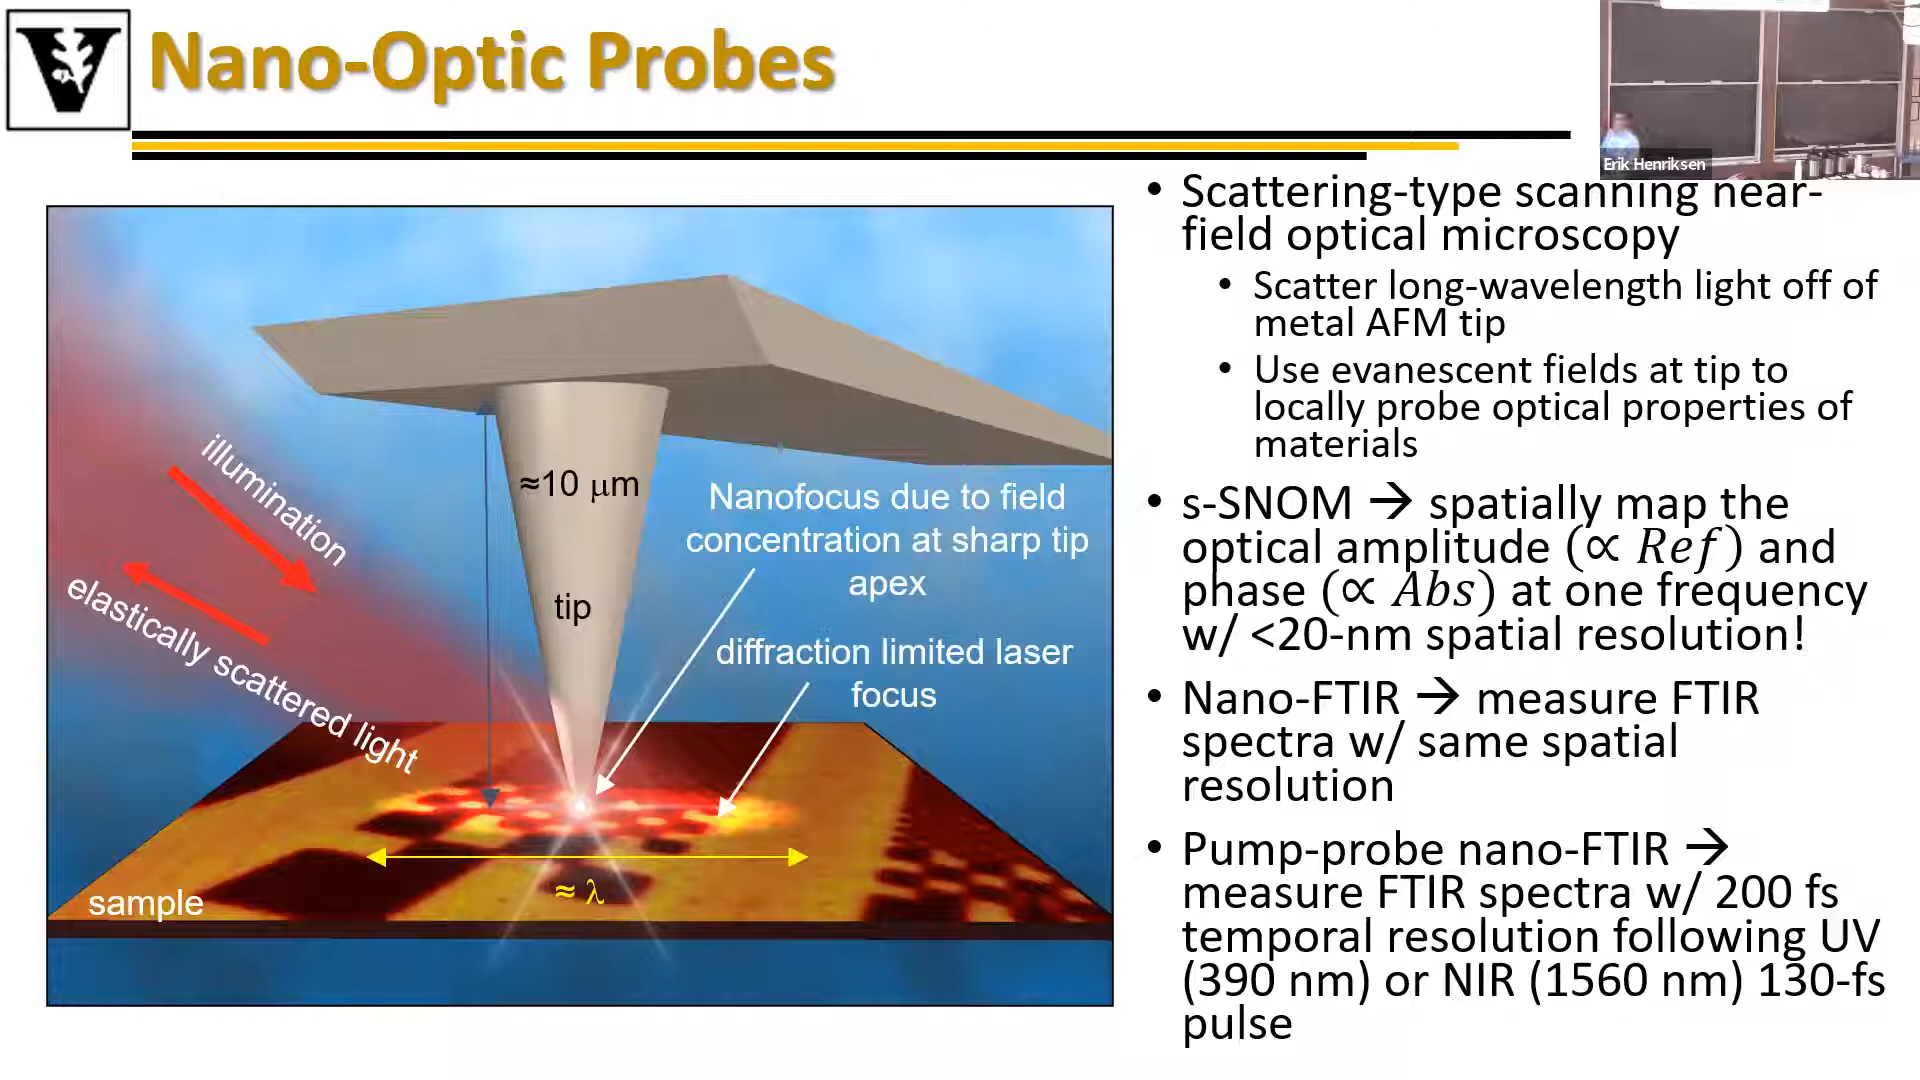 V
Nano-Optic Probes
Erik Henriksen
• Scattering-type scanning near-
field optical microscopy
• Scatter long-wavelength light off of
metal AFM tip
• Use evanescent fields at tip to
locally probe optical properties of
materials
• s-SNOM → spatially map the
optical amplitude (∝ Ref) and
phase (∝ Abs) at one frequency
w/ <20-nm spatial resolution!
• Nano-FTIR → measure FTIR
spectra w/ same spatial
resolution
• Pump-probe nano-FTIR →
measure FTIR spectra w/ 200 fs
temporal resolution following UV
(390 nm) or NIR (1560 nm) 130-fs
pulse
illumination
elastically scattered light
≈10 μm
tip
Nanofocus due to field
concentration at sharp tip
apex
diffraction limited laser
focus
≈ λ
sample